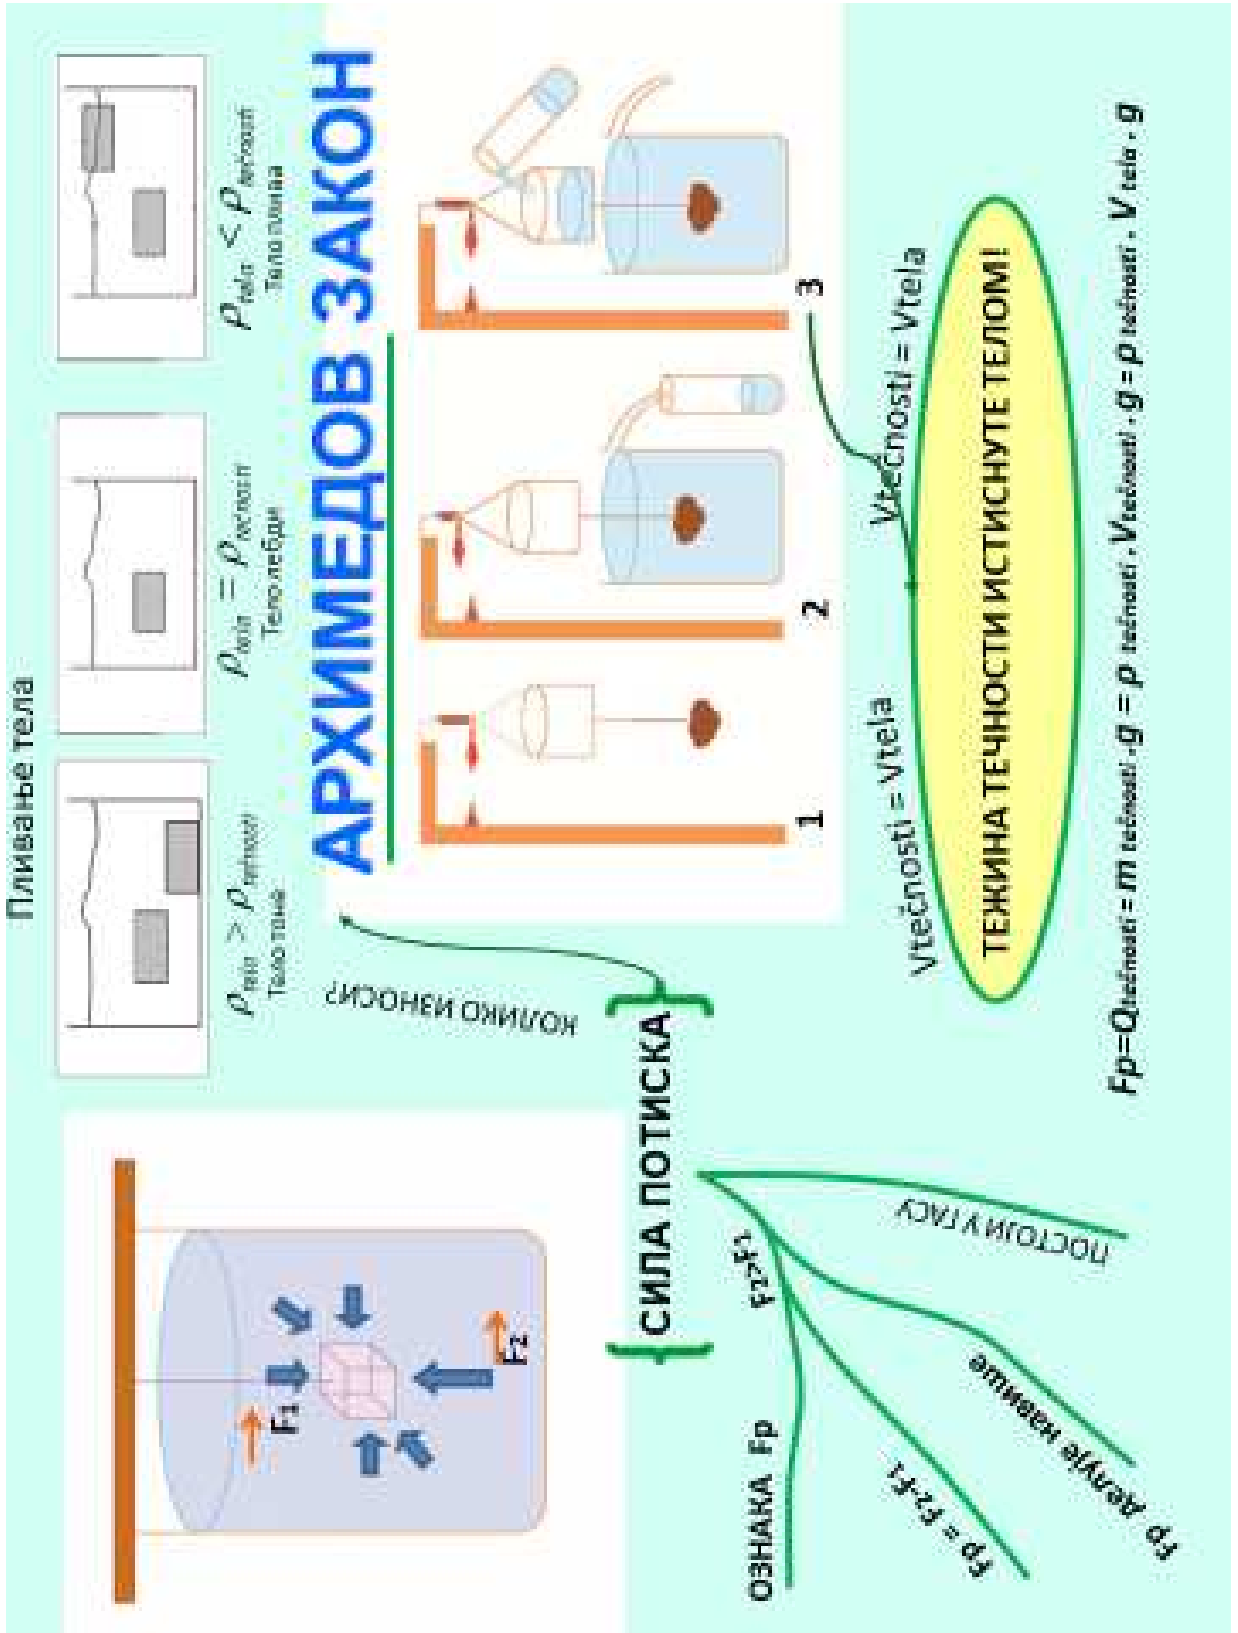 Пливање тела
ρtela > ρtečnosti
Тело тоне
ρtela = ρtečnosti
Тело лебди
ρtela < ρtečnosti
Тело плива
АРХИМЕДОВ ЗАКОН
F1
F2
КОЛИКО ИЗНОСИ?
1
2
3
СИЛА ПОТИСКА
F2>F1
ОЗНАКА Fp
Fp = F2-F1
Fp делује навише
ПОСТОЈИ У ГАСУ
Vtečnosti = Vtela
Vtečnosti = Vtela
ТЕЖИНА ТЕЧНОСТИ ИСТИСНУТЕ ТЕЛОМ!
Fp=Qtečnosti = m tečnosti·g = ρ tečnosti · Vtečnosti · g = ρ tečnosti · V tela · g